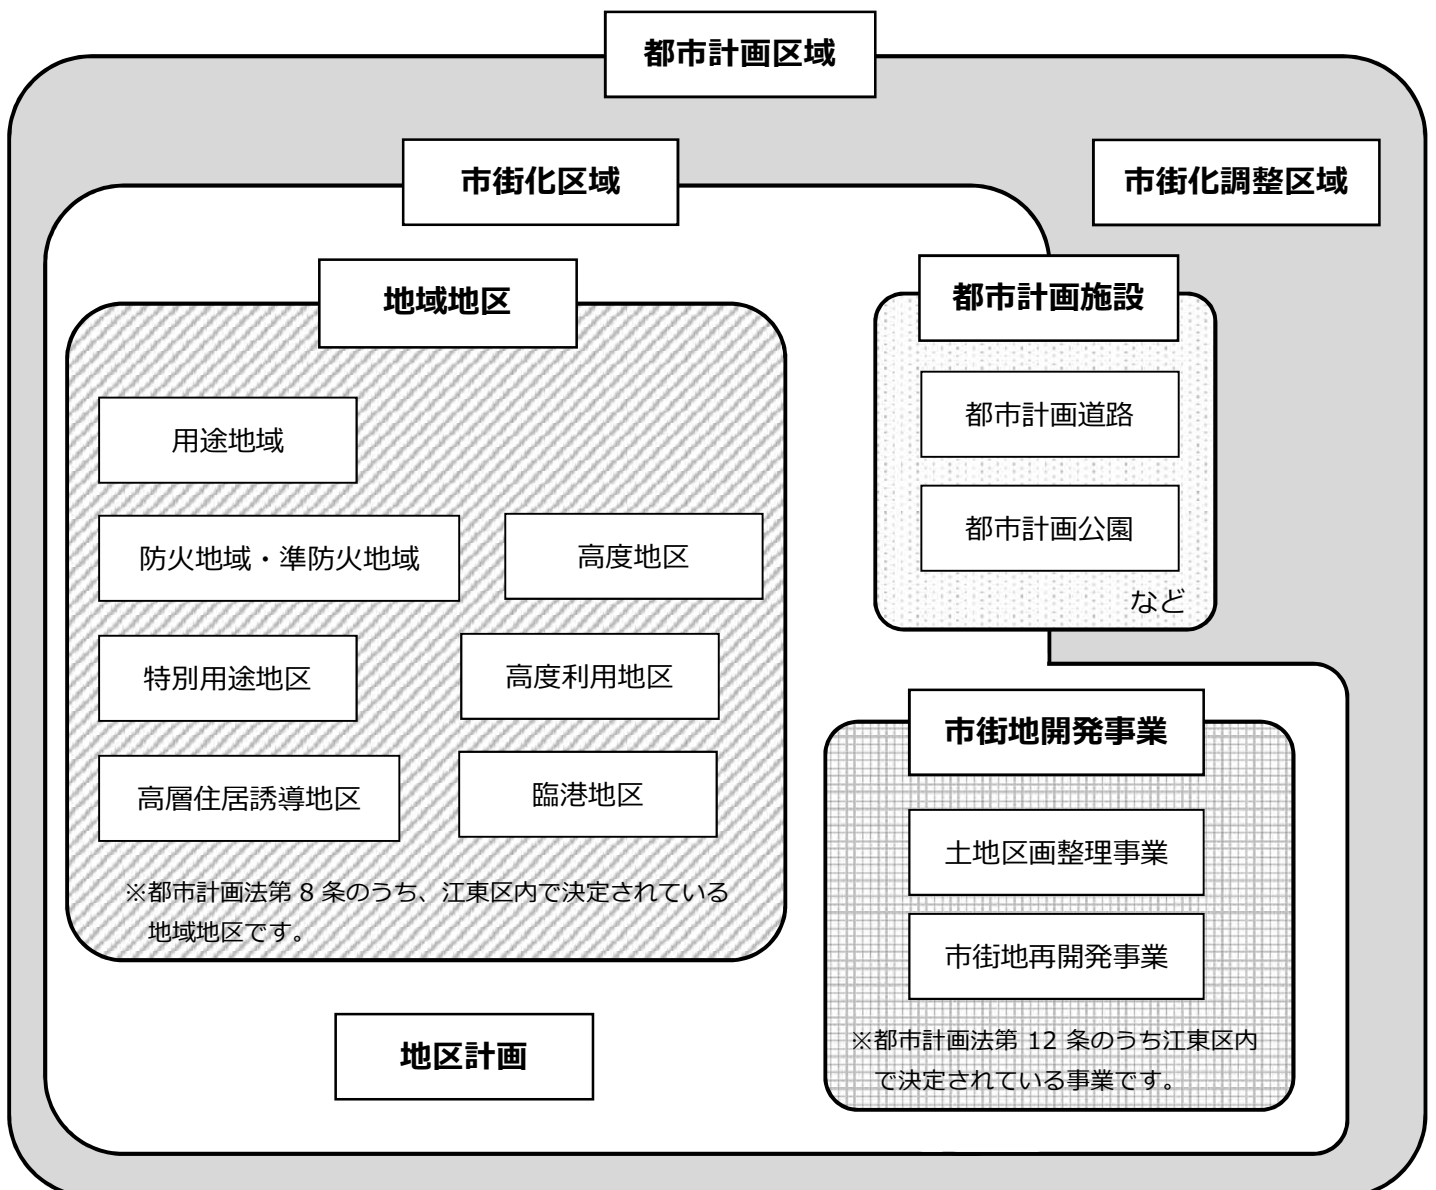 都市計画区域
市街化区域
市街化調整区域
地域地区
用途地域
防火地域・準防火地域
高度地区
特別用途地区
高度利用地区
高層住居誘導地区
臨港地区
※都市計画法第 8 条のうち、江東区内で決定されている
地域地区です。
都市計画施設
都市計画道路
都市計画公園
など
市街地開発事業
土地区画整理事業
市街地再開発事業
※都市計画法第 12 条のうち江東区内
で決定されている事業です。
地区計画